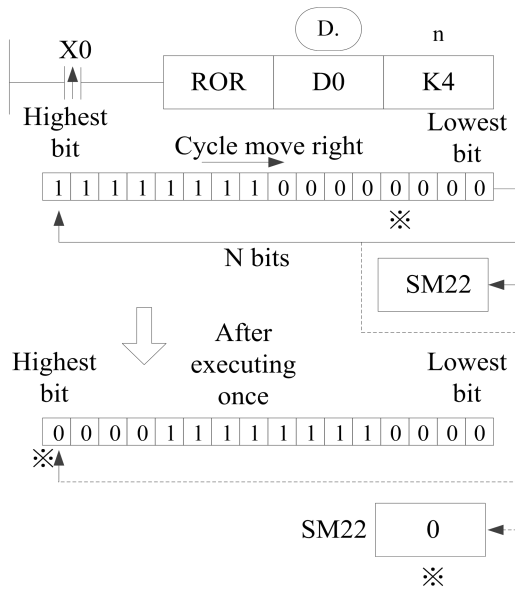 D.
n
X0
ROR D0 K4
Highest
bit
Lowest
bit
Cycle move right
1 1 1 1 1 1 1 1 0 0 0 0 0 0 0 0
※
N bits
SM22
After
executing
once
Highest
bit
Lowest
bit
0 0 0 0 1 1 1 1 1 1 1 1 0 0 0 0
※
SM22 0
※